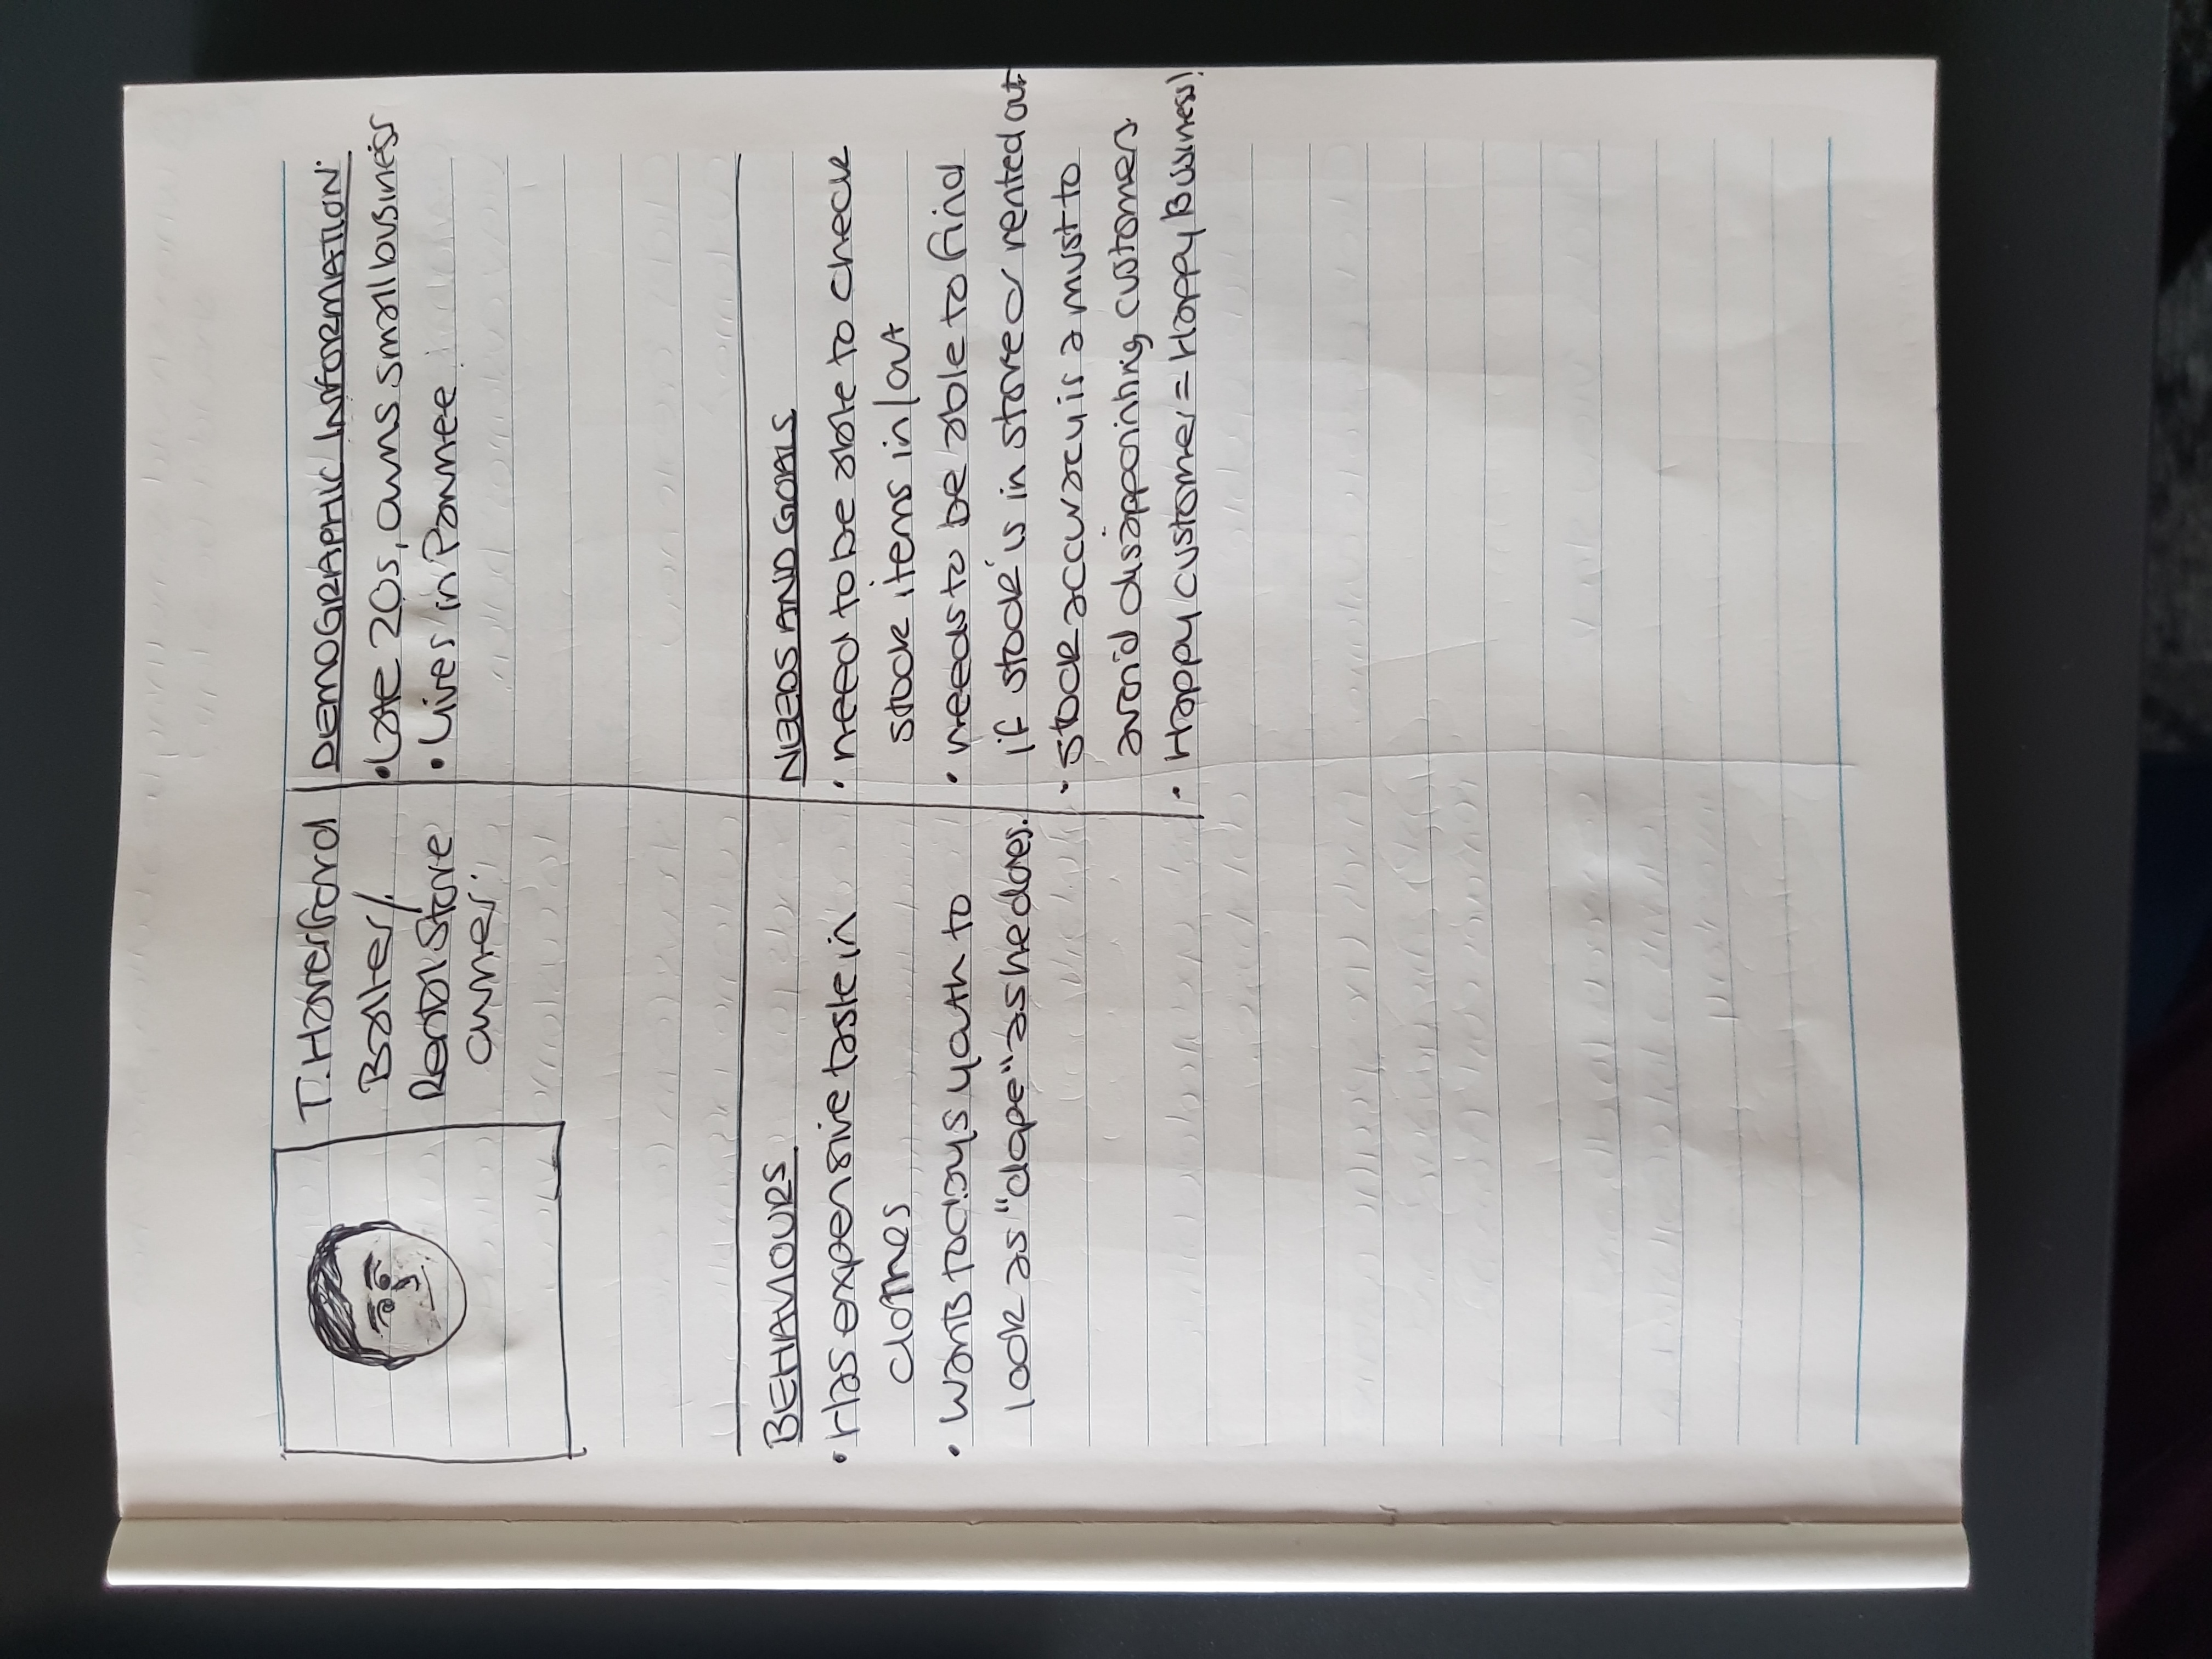 T. Haverford
Baller/
Rental Store
owner.
DEMOGRAPHIC INFORMATION
• Late 20s, owns small business
• Lives in Pawnee
BEHAVIOURS
• Has expensive taste in
clothes
• Wants todays youth to
look as "dope" as he does.
NEEDS AND GOALS
• need to be able to check
stock items in/out
• needs to be able to find
if stock is in store or rented out
• stock accuracy is a must to
avoid disappointing customers.
• Happy customer = Happy Business!